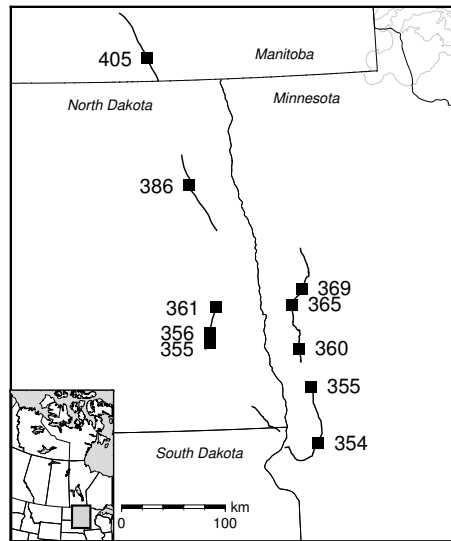 Manitoba
405
North Dakota
Minnesota
386
369
361
365
356
355
360
355
354
South Dakota
km
0 100